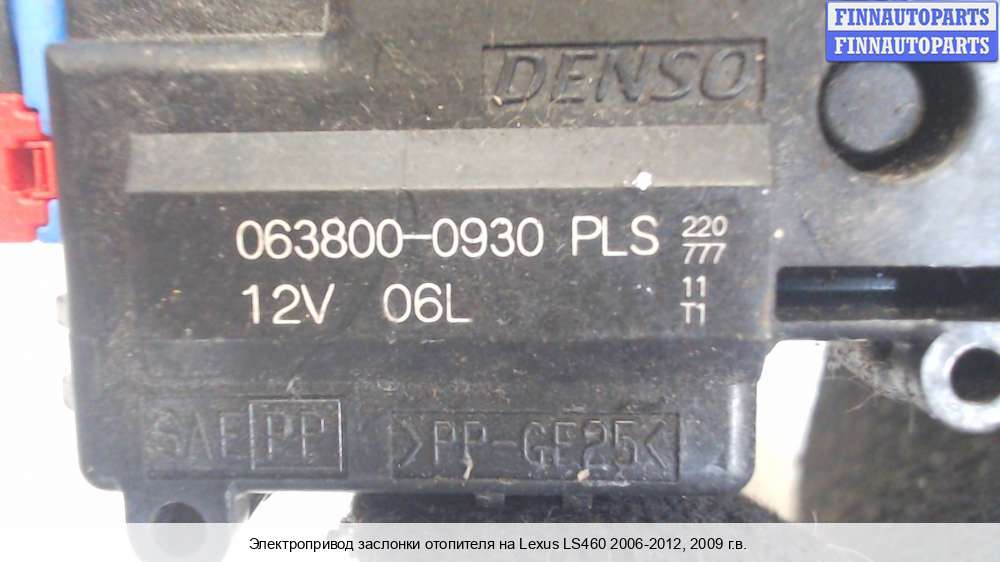 FINNAUTOPARTS
FINNAUTOPARTS
DENSO
063800-0930 PLS 220
777
12V 06L 11
T1
SAE PP >PP-GF25<
Электропривод заслонки отопителя на Lexus LS460 2006-2012, 2009 г.в.